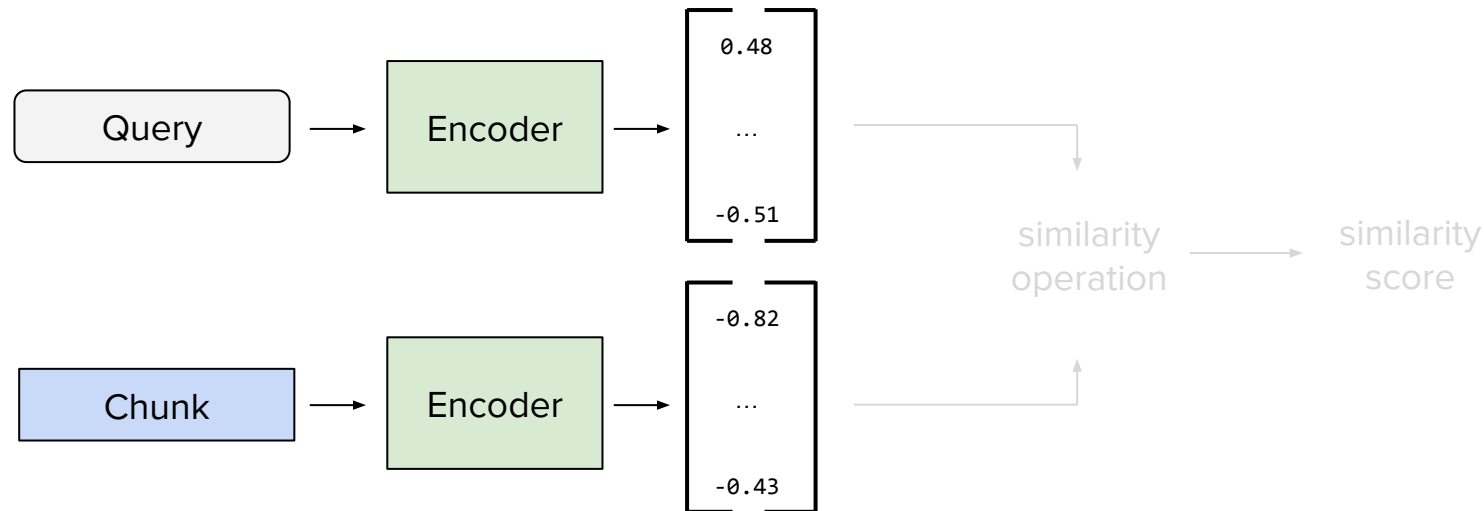 Query
Encoder
0.48
...
-0.51
similarity
operation
similarity
score
Chunk
Encoder
-0.82
...
-0.43